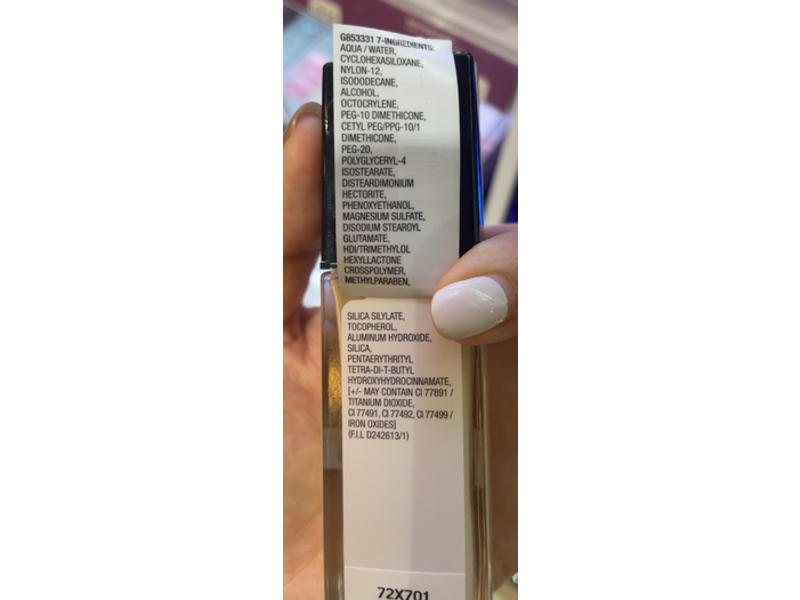 G853331 7-INGREDIENTS:
AQUA / WATER,
CYCLOHEXASILOXANE,
NYLON-12,
ISODODECANE,
ALCOHOL,
OCTOCRYLENE,
PEG-10 DIMETHICONE,
CETYL PEG/PPG-10/1
DIMETHICONE,
PEG-20,
POLYGLYCERYL-4
ISOSTEARATE,
DISTEARDIMONIUM
HECTORITE,
PHENOXYETHANOL,
MAGNESIUM SULFATE,
DISODIUM STEAROYL
GLUTAMATE,
HDI/TRIMETHYLOL
HEXYLLACTONE
CROSSPOLYMER,
METHYLPARABEN,
SILICA SILYLATE,
TOCOPHEROL,
ALUMINUM HYDROXIDE,
SILICA,
PENTAERYTHRITYL
TETRA-DI-T-BUTYL
HYDROXYHYDROCINNAMATE,
[+/- MAY CONTAIN CI 77891 /
TITANIUM DIOXIDE,
CI 77491, CI 77492, CI 77499 /
IRON OXIDES]
(F.I.L D242613/1)
72X701